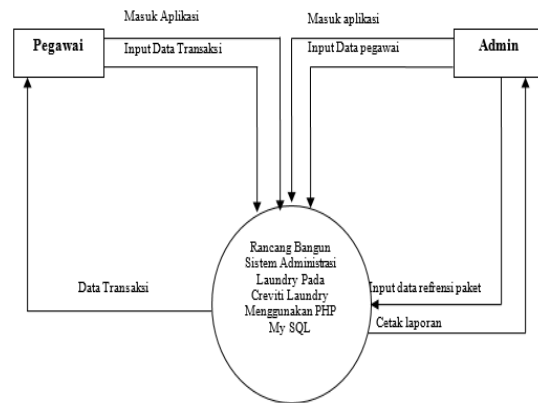 Masuk Aplikasi
Masuk aplikasi
Pegawai
Input Data Transaksi
Input Data pegawai
Admin
Rancang Bangun
Sistem Administrasi
Laundry Pada
Creviti Laundry
Menggunakan PHP
My SQL
Data Transaksi
Input data refrensi paket
Cetak laporan